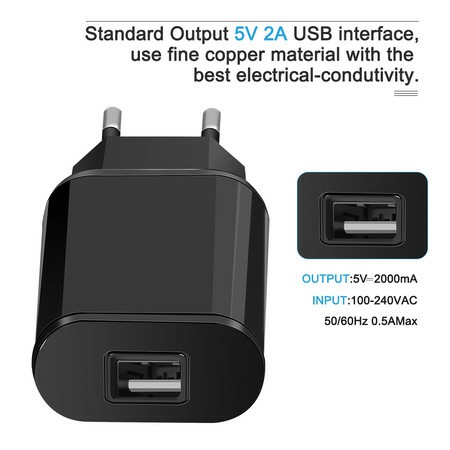 Standard Output 5V 2A USB interface,
use fine copper material with the
best electrical-condutivity.
OUTPUT:5V⎓2000mA
INPUT:100-240VAC
50/60Hz 0.5AMax